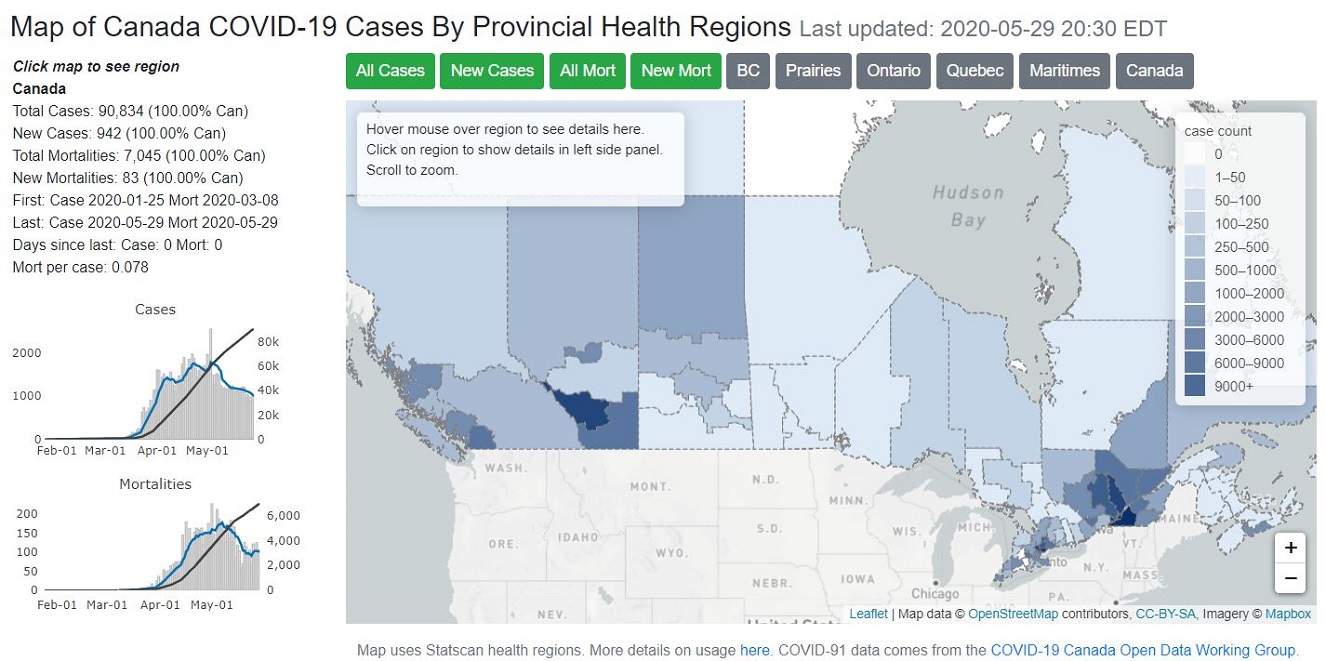 Map of Canada COVID-19 Cases By Provincial Health Regions Last updated: 2020-05-29 20:30 EDT
Click map to see region
Canada
Total Cases: 90,834 (100.00% Can)
New Cases: 942 (100.00% Can)
Total Mortalities: 7,045 (100.00% Can)
New Mortalities: 83 (100.00% Can)
First: Case 2020-01-25 Mort 2020-03-08
Last: Case 2020-05-29 Mort 2020-05-29
Days since last: Case: 0 Mort: 0
Mort per case: 0.078
Cases
2000
1000
0
80k
60k
40k
20k
0
Feb-01 Mar-01 Apr-01 May-01
Mortalities
200
150
100
50
0
6,000
4,000
2,000
0
Feb-01 Mar-01 Apr-01 May-01
All Cases New Cases All Mort New Mort BC Prairies Ontario Quebec Maritimes Canada
Hover mouse over region to see details here.
Click on region to show details in left side panel.
Scroll to zoom.
Hudson
Bay
case count
0
1–50
50–100
100–250
250–500
500–1000
1000–2000
2000–3000
3000–6000
6000–9000
9000+
WASH.
MONT.
N.D.
MINN.
ORE.
IDAHO
S.D.
WIS.
MICH.
MAINE
VT.
WYO.
NEBR.
IOWA
N.Y.
MASS.
NEV.
Chicago
PA.
+
−
Leaflet | Map data © OpenStreetMap contributors, CC-BY-SA, Imagery © Mapbox
Map uses Statscan health regions. More details on usage here. COVID-91 data comes from the COVID-19 Canada Open Data Working Group.